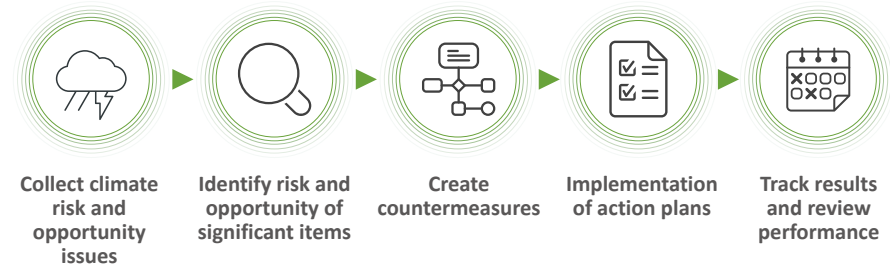 Collect climate
risk and
opportunity
issues
Identify risk and
opportunity of
significant items
Create
countermeasures
Implementation
of action plans
Track results
and review
performance